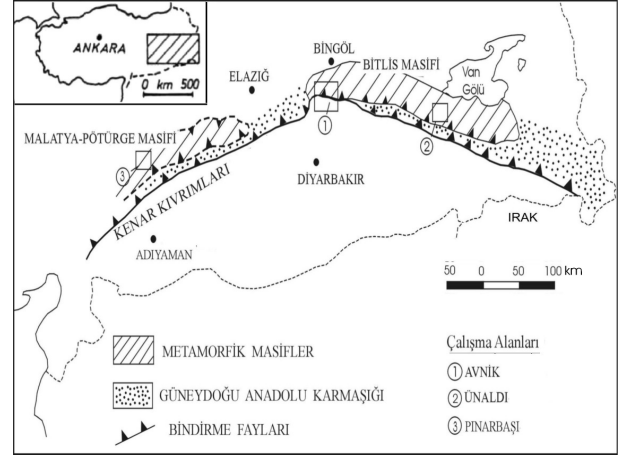 ANKARA
0 km 500
BİNGÖL
BİTLİS MASİFİ
Van
Gölü
ELAZIĞ
MALATYA-PÖTÜRGE MASİFİ
1
2
3
DİYARBAKIR
KENAR KIVRIMLARI
ADIYAMAN
IRAK
50 0 50 100 km
METAMORFİK MASİFLER
GÜNEYDOĞU ANADOLU KARMAŞIĞI
BİNDİRME FAYLARI
Çalışma Alanları
1 AVNİK
2 ÜNALDI
3 PINARBAŞI